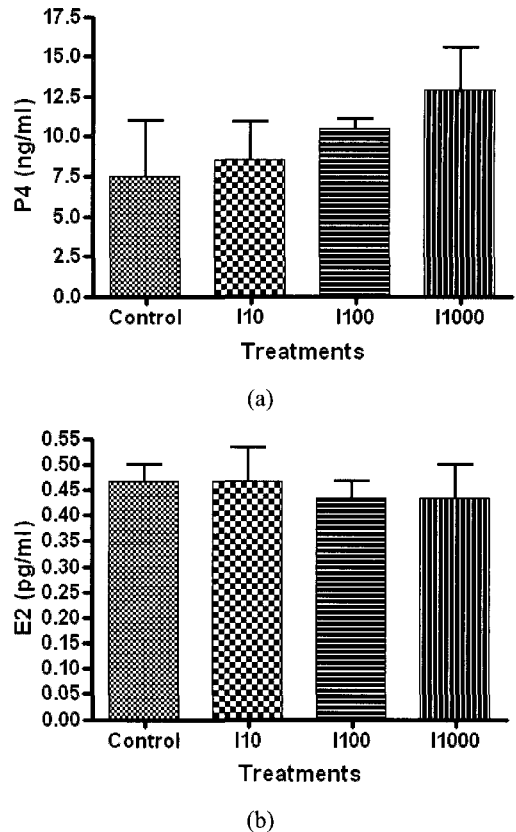 17.5
15.0
12.5
10.0
7.5
5.0
2.5
0.0
P4 (ng/ml)
Control I10 I100 I1000
Treatments
(a)
0.55
0.50
0.45
0.40
0.35
0.30
0.25
0.20
0.15
0.10
0.05
0.00
E2 (pg/ml)
Control I10 I100 I1000
Treatments
(b)